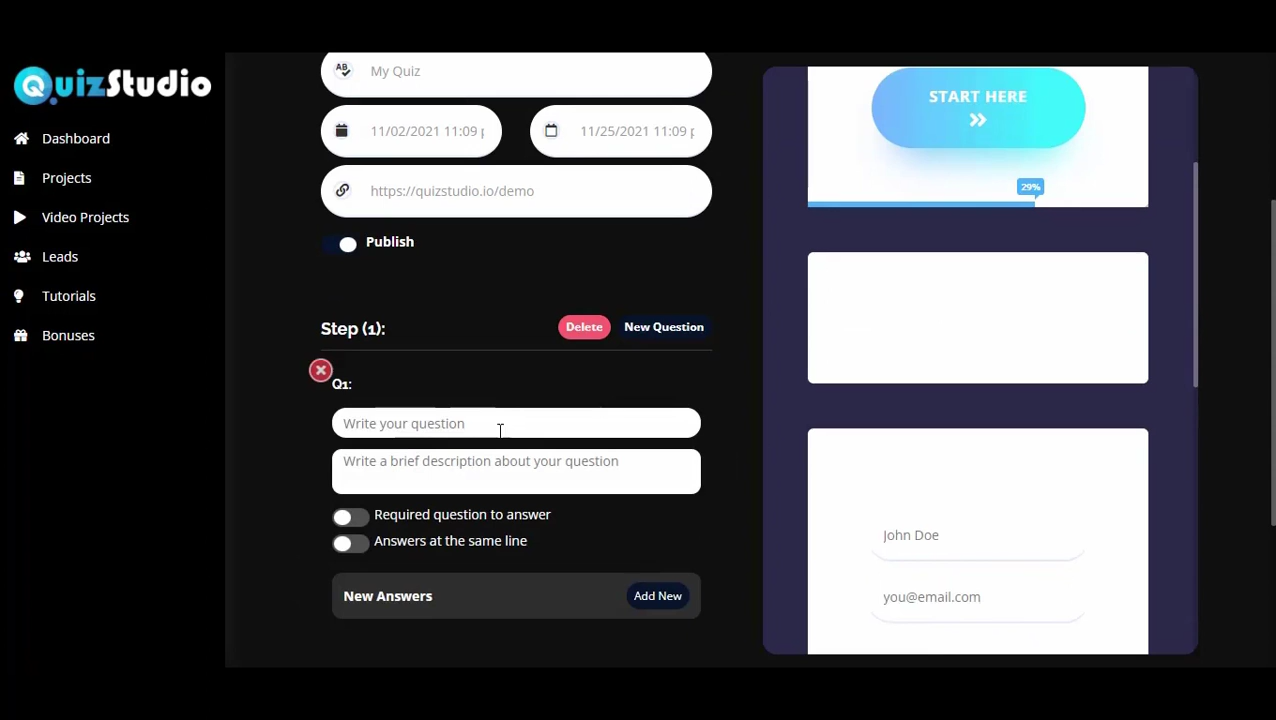 QuizStudio
Dashboard
Projects
Video Projects
Leads
Tutorials
Bonuses
AB
My Quiz
11/02/2021 11:09 p
11/25/2021 11:09 p
https://quizstudio.io/demo
Publish
Step (1):
Delete
New Question
Q1:
Write your question
Write a brief description about your question
Required question to answer
Answers at the same line
New Answers
Add New
START HERE
29%
John Doe
you@email.com